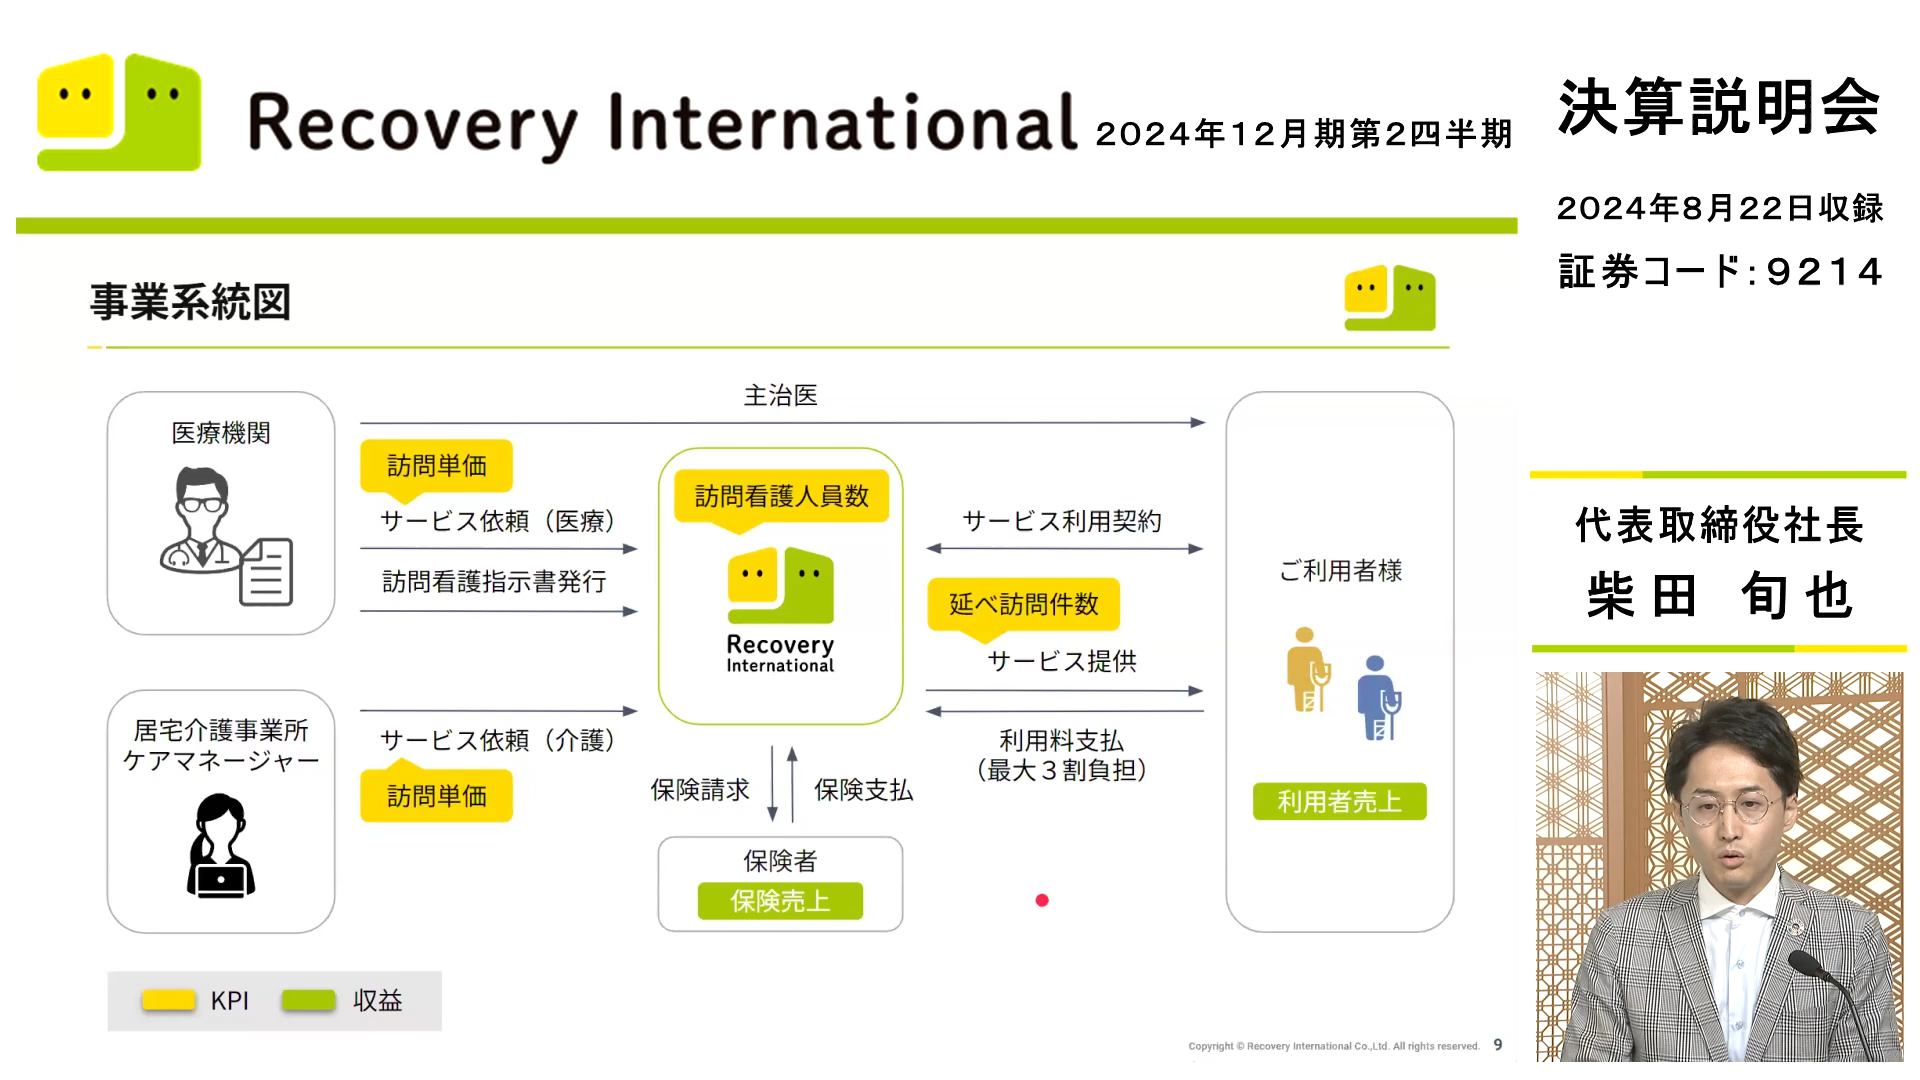 Recovery International 2024年12月期第2四半期
決算説明会
2024年8月22日収録
証券コード:9214
事業系統図
主治医
医療機関
訪問単価
サービス依頼（医療）
訪問看護指示書発行
訪問看護人員数
Recovery
International
サービス利用契約
延べ訪問件数
サービス提供
利用料支払
（最大３割負担）
ご利用者様
利用者売上
居宅介護事業所
ケアマネージャー
サービス依頼（介護）
訪問単価
保険請求
保険支払
保険者
保険売上
KPI
収益
Copyright © Recovery International Co.,Ltd. All rights reserved. 9
代表取締役社長
柴田 旬也